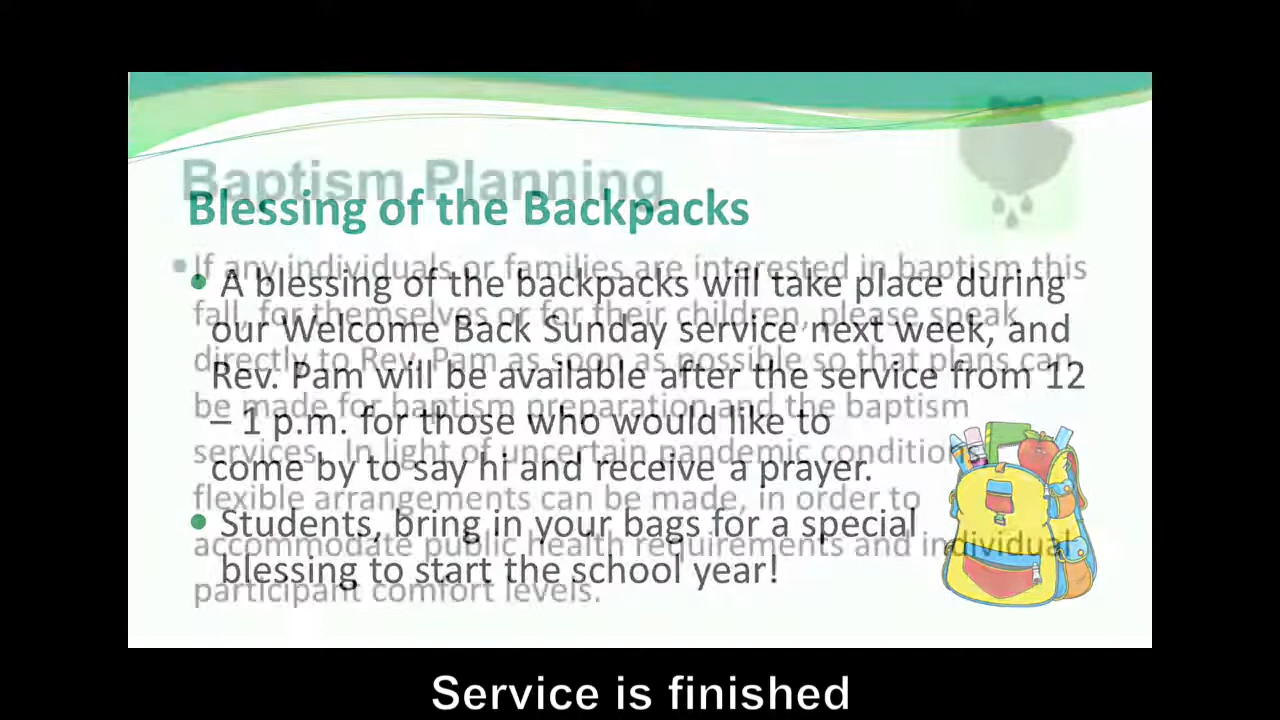 Baptism Planning
If any individuals or families are interested in baptism this
fall, for themselves or for their children, please speak
directly to Rev. Pam as soon as possible so that plans can
be made for baptism preparation and the baptism
services. In light of uncertain pandemic condition
flexible arrangements can be made, in order to
accommodate public health requirements and individual
participant comfort levels.
Blessing of the Backpacks
A blessing of the backpacks will take place during
our Welcome Back Sunday service next week, and
Rev. Pam will be available after the service from 12
– 1 p.m. for those who would like to
come by to say hi and receive a prayer.
Students, bring in your bags for a special
blessing to start the school year!
Service is finished